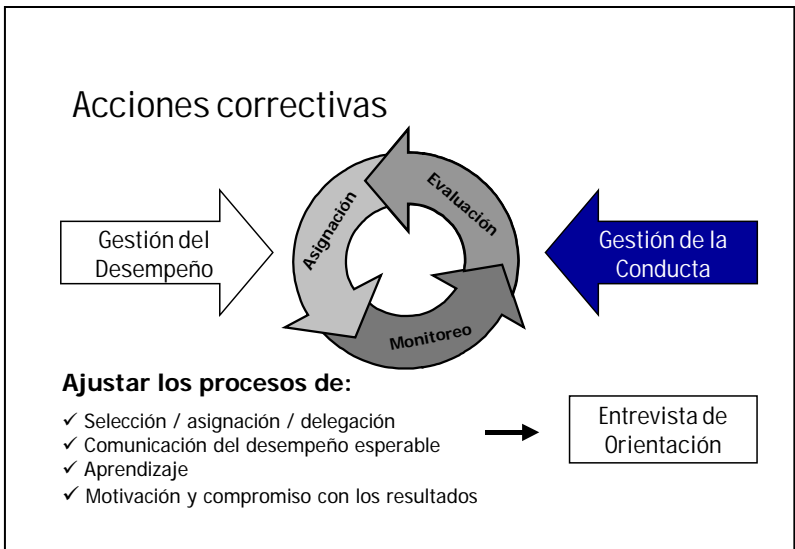 Acciones correctivas
Gestión del
Desempeño
Asignación
Evaluación
Monitoreo
Gestión de la
Conducta
Ajustar los procesos de:
✓ Selección / asignación / delegación
✓ Comunicación del desempeño esperable
✓ Aprendizaje
✓ Motivación y compromiso con los resultados
Entrevista de
Orientación